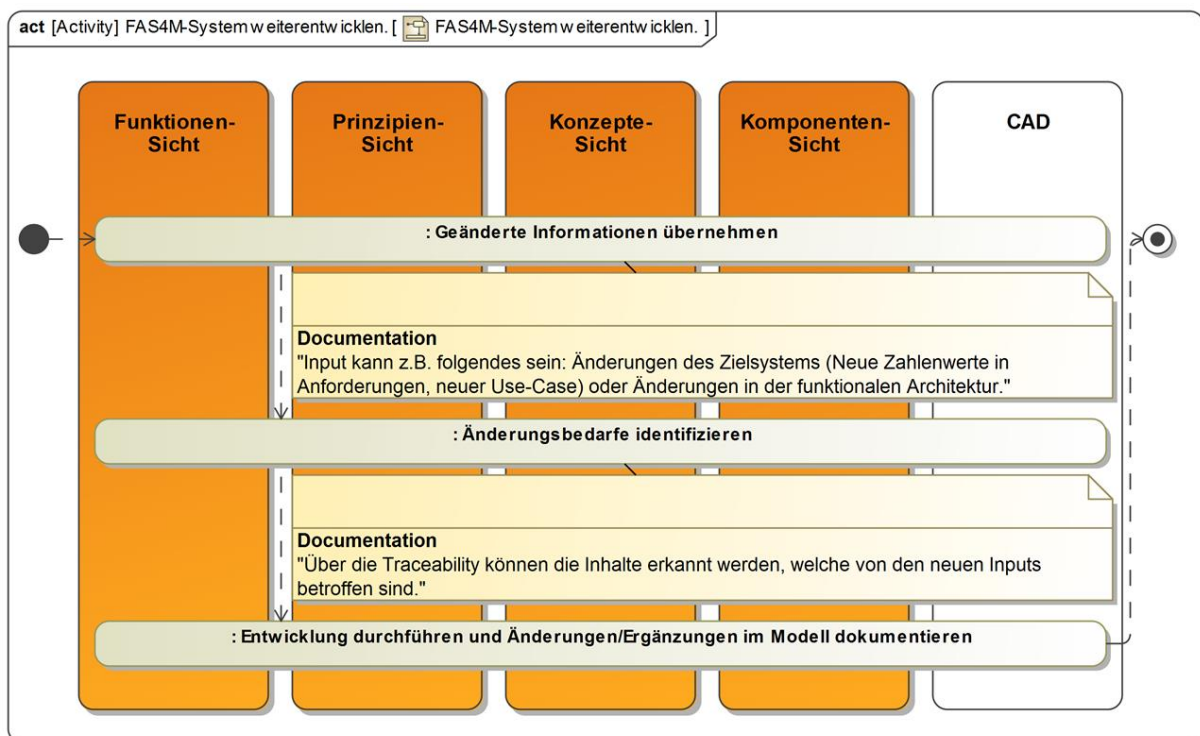 act [Activity] FAS4M-System weiterentwicklen. [ FAS4M-System weiterentwicklen. ]
Funktionen-
Sicht
Prinzipien-
Sicht
Konzepte-
Sicht
Komponenten-
Sicht
CAD
: Geänderte Informationen übernehmen
Documentation
"Input kann z.B. folgendes sein: Änderungen des Zielsystems (Neue Zahlenwerte in
Anforderungen, neuer Use-Case) oder Änderungen in der funktionalen Architektur."
: Änderungsbedarfe identifizieren
Documentation
"Über die Traceability können die Inhalte erkannt werden, welche von den neuen Inputs
betroffen sind."
: Entwicklung durchführen und Änderungen/Ergänzungen im Modell dokumentieren